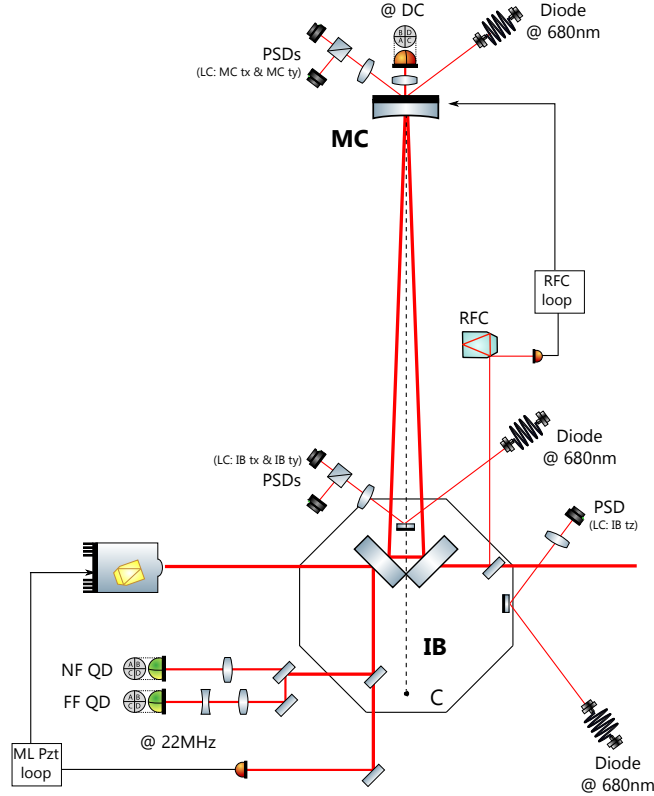 @ DC
Diode
@ 680nm
PSDs
(LC: MC tx & MC ty)
B D
A C
MC
RFC
loop
RFC
(LC: IB tx & IB ty)
PSDs
Diode
@ 680nm
PSD
(LC: IB tz)
IB
C
NF QD
A B
C D
FF QD
A B
C D
@ 22MHz
ML Pzt
loop
Diode
@ 680nm